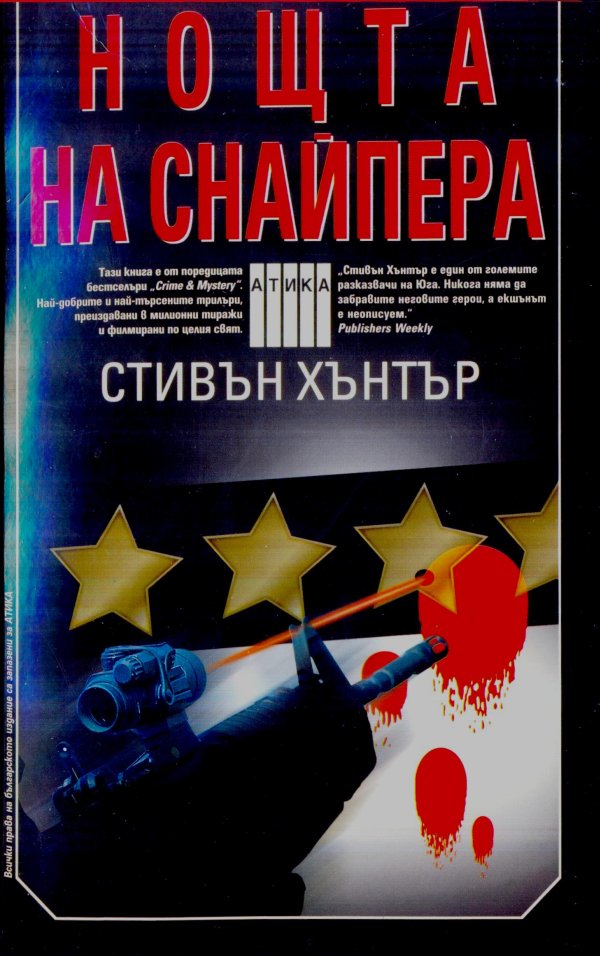 НОЩТА
НА СНАЙПЕРА
Тази книга е от поредицата
бестселъри „Crime & Mystery“.
Най-добрите и най-търсените трилъри,
преиздавани в милионни тиражи
и филмирани по целия свят.
АТИКА
„Стивън Хънтър е един от големите
разказвачи на Юга. Никога няма да
забравите неговите герои, а екшънът
е неописуем.”
Publishers Weekly
СТИВЪН ХЪНТЪР
Всички права на българското издание са запазени за АТИКА